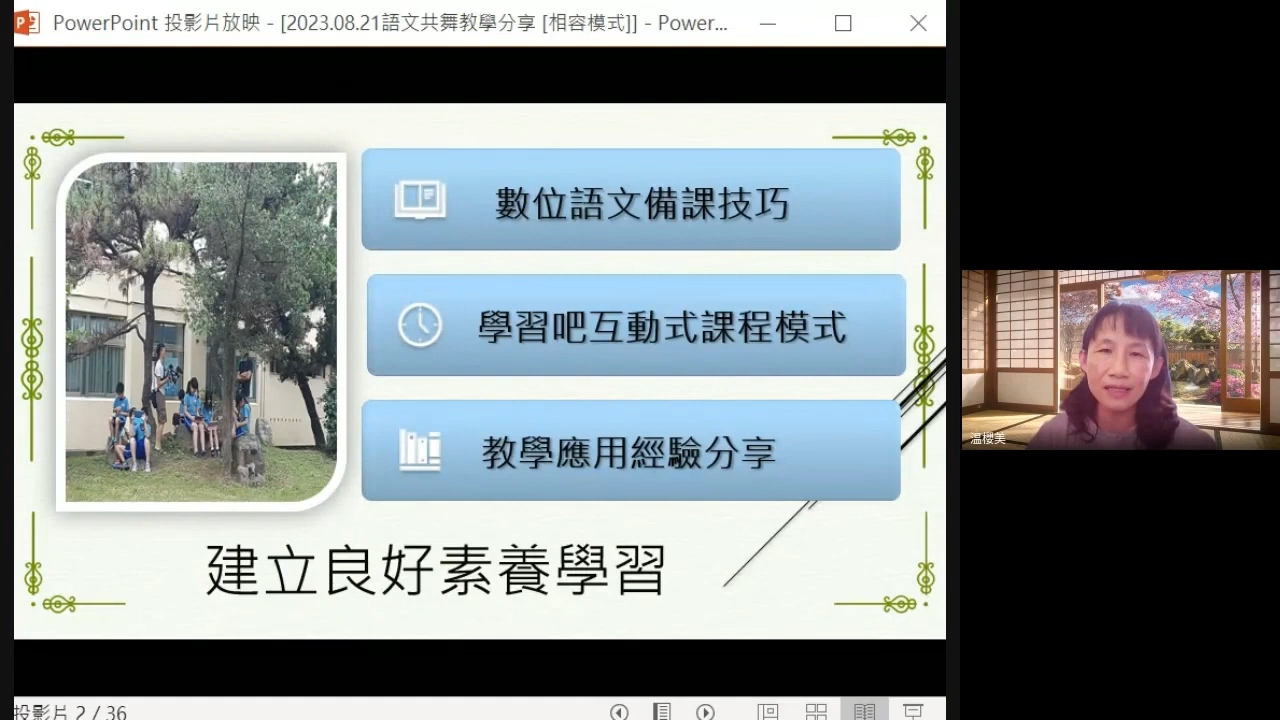 PowerPoint 投影片放映 - [2023.08.21語文共舞教學分享 [相容模式]] - Power...
數位語文備課技巧
學習吧互動式課程模式
教學應用經驗分享
建立良好素養學習
温櫻美
投影片 2 / 36